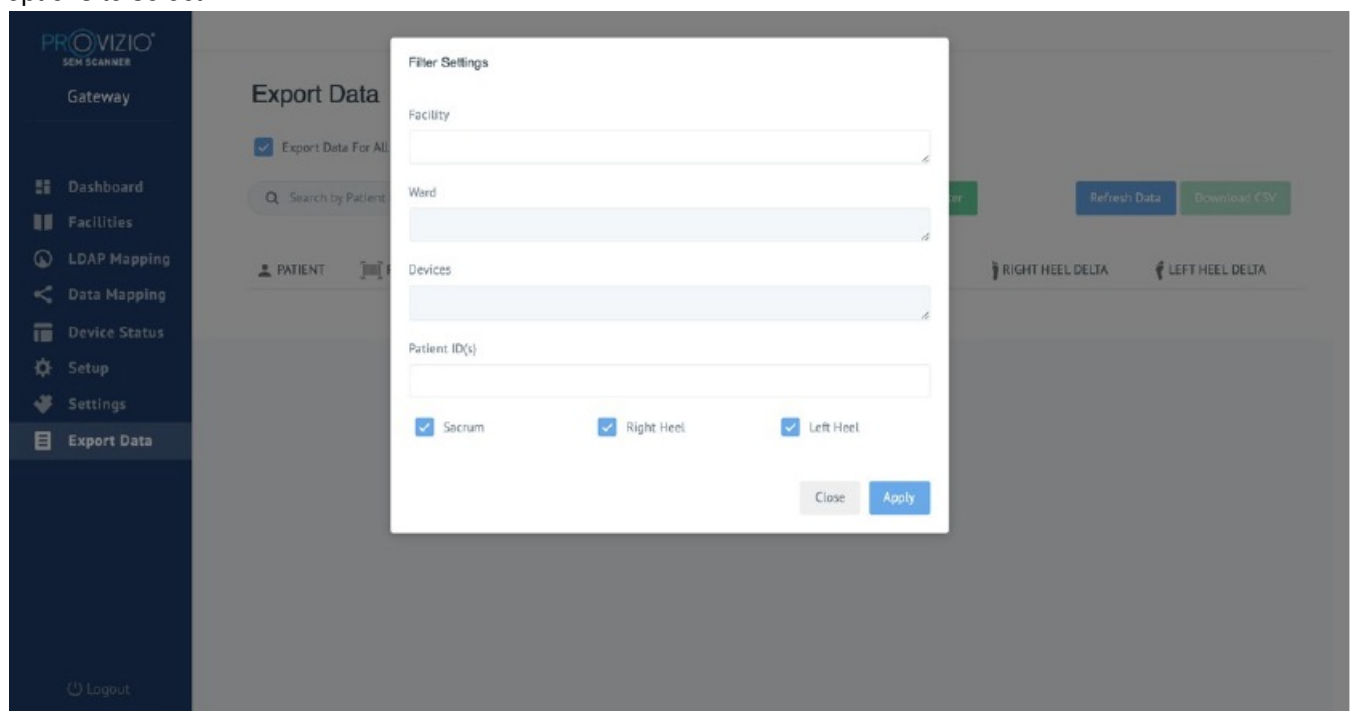 PROVIZIO®
SEM SCANNER
Gateway
Dashboard
Facilities
LDAP Mapping
Data Mapping
Device Status
Setup
Settings
Export Data
Logout
Export Data
Export Data For All
Search by Patient
Refresh Data
Download CSV
PATIENT
RIGHT HEEL DELTA
LEFT HEEL DELTA
Filter Settings
Facility
Ward
Devices
Patient ID(s)
Sacrum Right Heel Left Heel
Close Apply